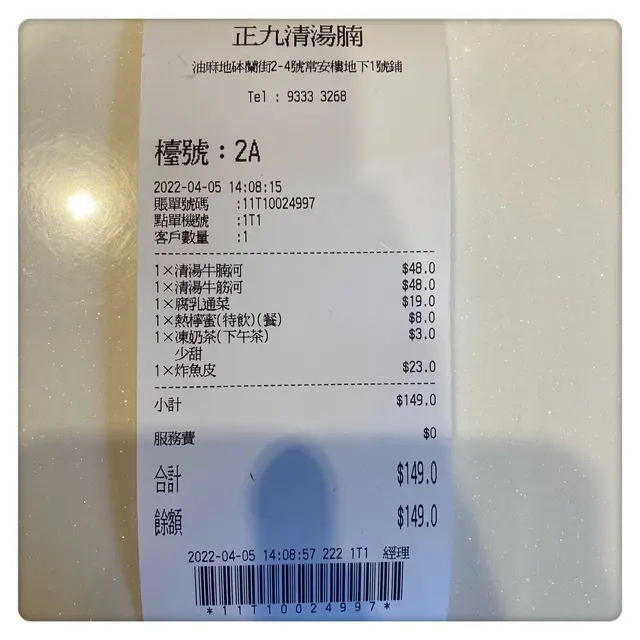 正九清湯腩
油麻地砵蘭街2-4號常安樓地下1號鋪
Tel : 9333 3268
檯號：2A
2022-04-05 14:08:15
賬單號碼 :11T10024997
點單機號 :1T1
客戶數量 :1
1×清湯牛腩河 $48.0
1×清湯牛筋河 $48.0
1×腐乳通菜 $19.0
1×熱檸蜜(特飲)(餐) $8.0
1×凍奶茶(下午茶) $3.0
少甜
1×炸魚皮 $23.0
小計 $149.0
服務費 $0
合計 $149.0
餘額 $149.0
2022-04-05 14:08:57 222 1T1 經理
*11T10024997*